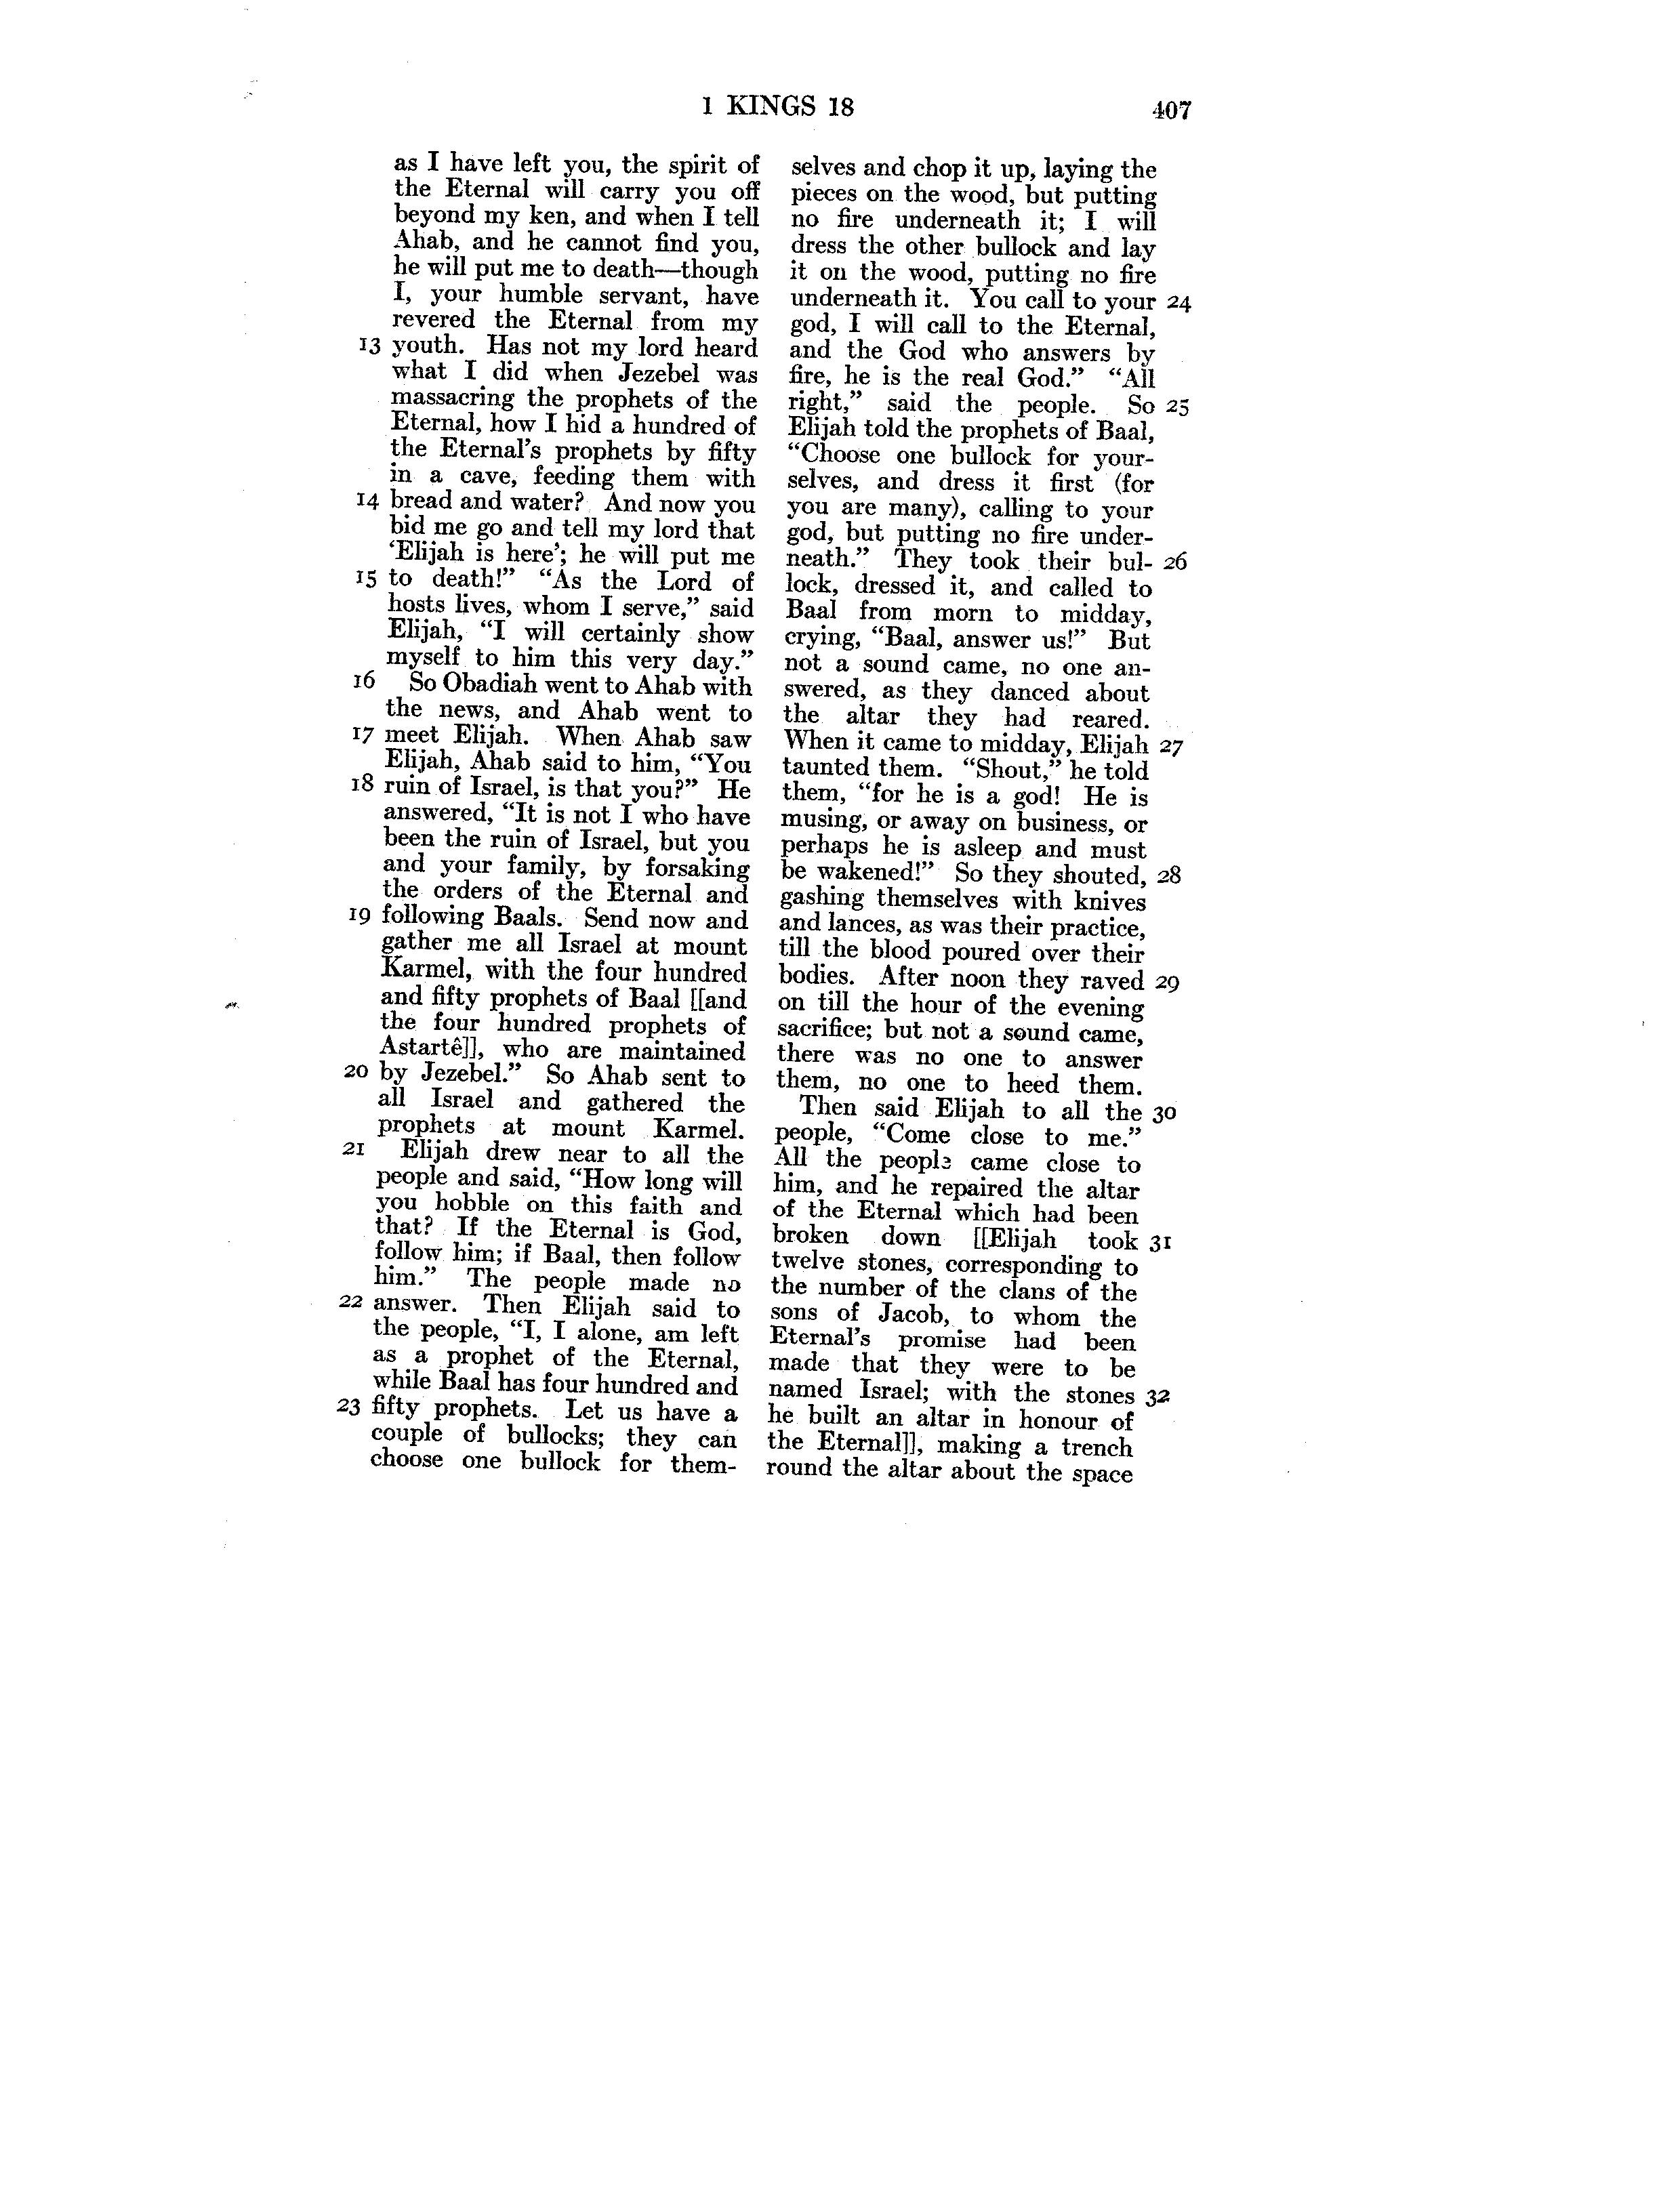 1 KINGS 18 407
as I have left you, the spirit of
the Eternal will carry you off
beyond my ken, and when I tell
Ahab, and he cannot find you,
he will put me to death—though
I, your humble servant, have
revered the Eternal from my
13 youth. Has not my lord heard
what I did when Jezebel was
massacring the prophets of the
Eternal, how I hid a hundred of
the Eternal's prophets by fifty
in a cave, feeding them with
14 bread and water? And now you
bid me go and tell my lord that
‘Elijah is here’; he will put me
15 to death!” “As the Lord of
hosts lives, whom I serve,” said
Elijah, “I will certainly show
myself to him this very day.”
16 So Obadiah went to Ahab with
the news, and Ahab went to
17 meet Elijah. When Ahab saw
Elijah, Ahab said to him, “You
18 ruin of Israel, is that you?” He
answered, “It is not I who have
been the ruin of Israel, but you
and your family, by forsaking
the orders of the Eternal and
19 following Baals. Send now and
gather me all Israel at mount
Karmel, with the four hundred
and fifty prophets of Baal [[and
the four hundred prophets of
Astartê]], who are maintained
20 by Jezebel.” So Ahab sent to
all Israel and gathered the
prophets at mount Karmel.
21 Elijah drew near to all the
people and said, “How long will
you hobble on this faith and
that? If the Eternal is God,
follow him; if Baal, then follow
him.” The people made no
22 answer. Then Elijah said to
the people, “I, I alone, am left
as a prophet of the Eternal,
while Baal has four hundred and
23 fifty prophets. Let us have a
couple of bullocks; they can
choose one bullock for them-
selves and chop it up, laying the
pieces on the wood, but putting
no fire underneath it; I will
dress the other bullock and lay
it on the wood, putting no fire
underneath it. You call to your 24
god, I will call to the Eternal,
and the God who answers by
fire, he is the real God.” “All
right,” said the people. So 25
Elijah told the prophets of Baal,
“Choose one bullock for your-
selves, and dress it first (for
you are many), calling to your
god, but putting no fire under-
neath.” They took their bul- 26
lock, dressed it, and called to
Baal from morn to midday,
crying, “Baal, answer us!” But
not a sound came, no one an-
swered, as they danced about
the altar they had reared.
When it came to midday, Elijah 27
taunted them. “Shout,” he told
them, “for he is a god! He is
musing, or away on business, or
perhaps he is asleep and must
be wakened!” So they shouted, 28
gashing themselves with knives
and lances, as was their practice,
till the blood poured over their
bodies. After noon they raved 29
on till the hour of the evening
sacrifice; but not a sound came,
there was no one to answer
them, no one to heed them.
Then said Elijah to all the 30
people, “Come close to me.”
All the people came close to
him, and he repaired the altar
of the Eternal which had been
broken down [[Elijah took 31
twelve stones, corresponding to
the number of the clans of the
sons of Jacob, to whom the
Eternal's promise had been
made that they were to be
named Israel; with the stones 32
he built an altar in honour of
the Eternal]], making a trench
round the altar about the space